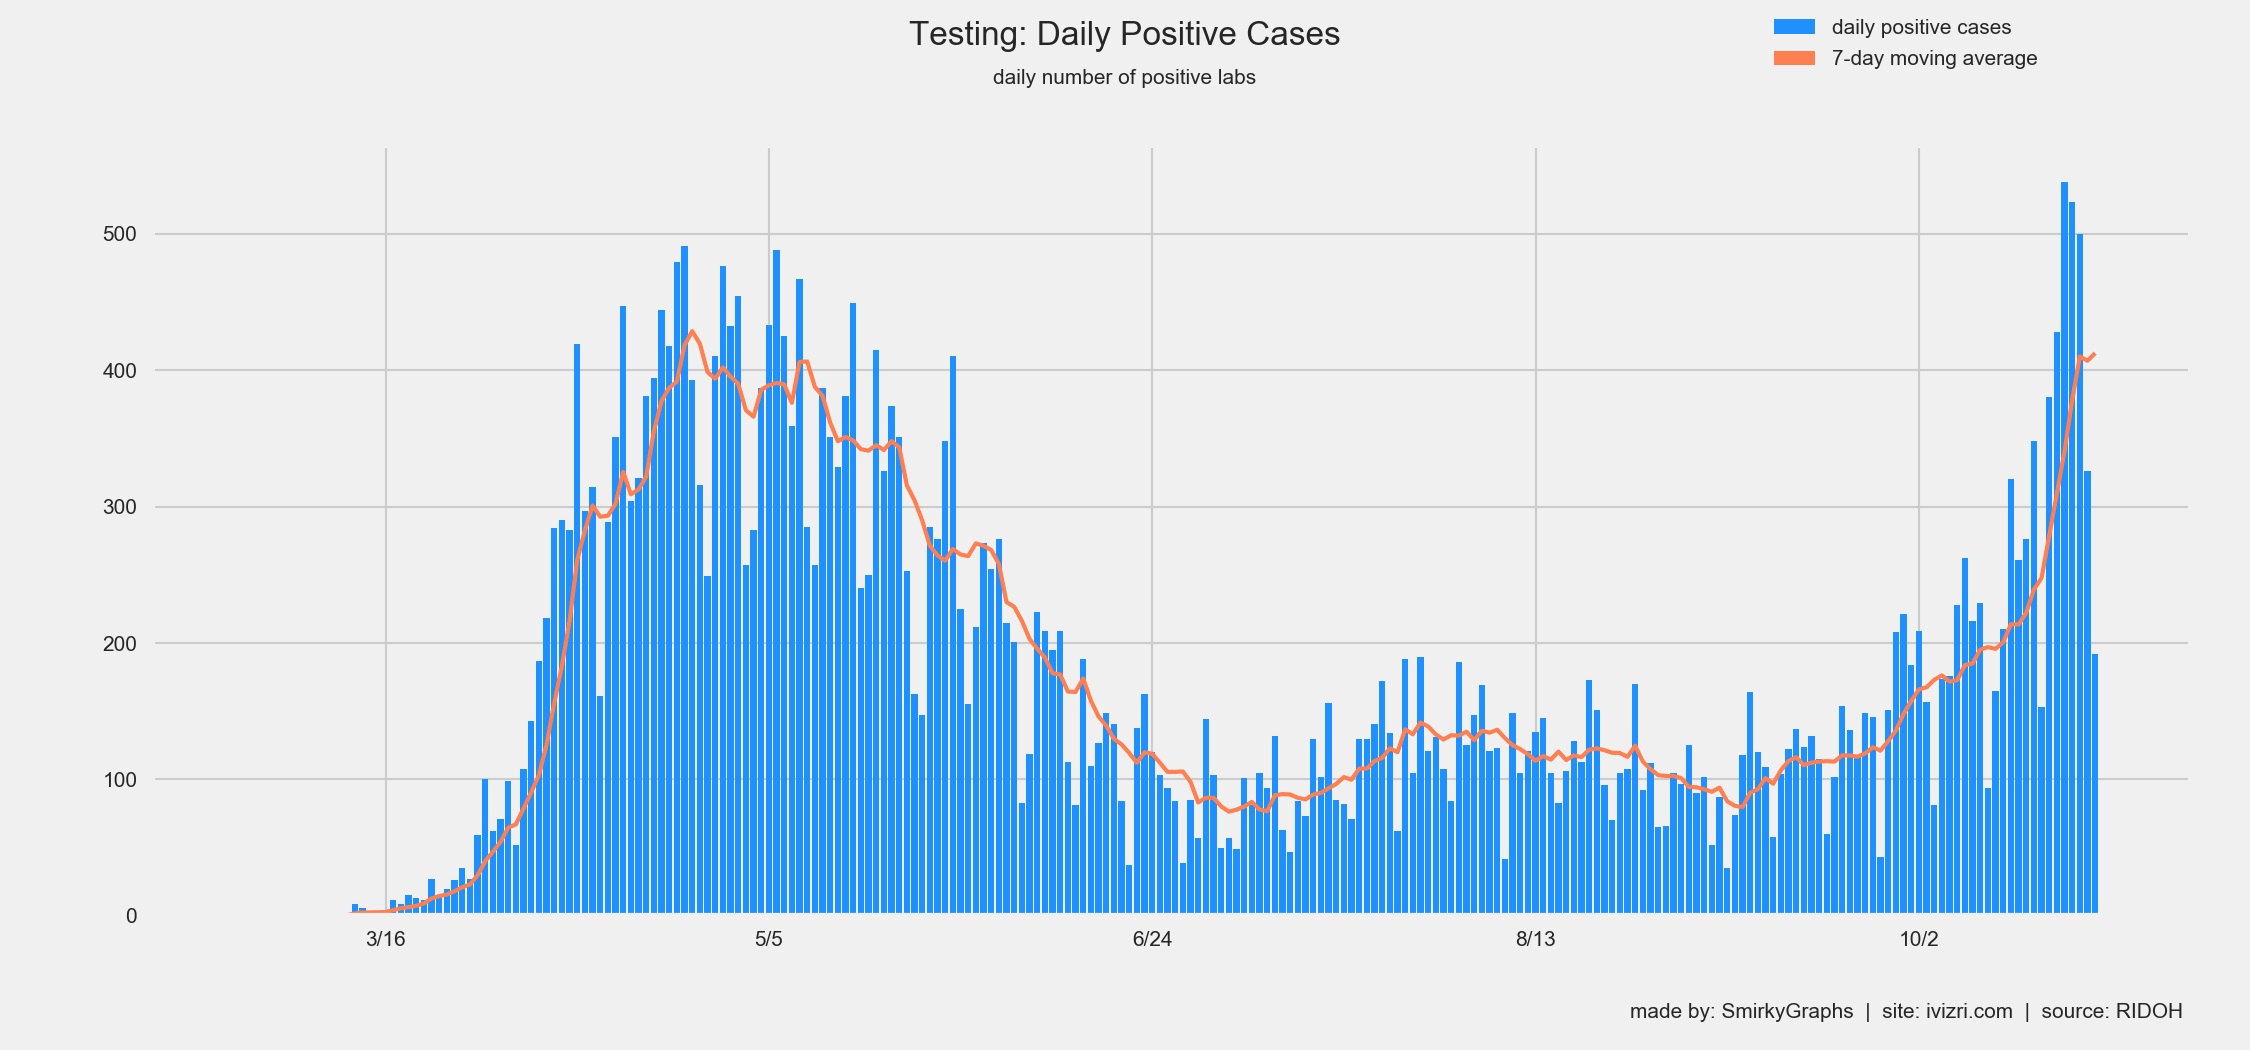 Testing: Daily Positive Cases
daily number of positive labs
daily positive cases
7-day moving average
500
400
300
200
100
0
3/16 5/5 6/24 8/13 10/2
made by: SmirkyGraphs | site: ivizri.com | source: RIDOH